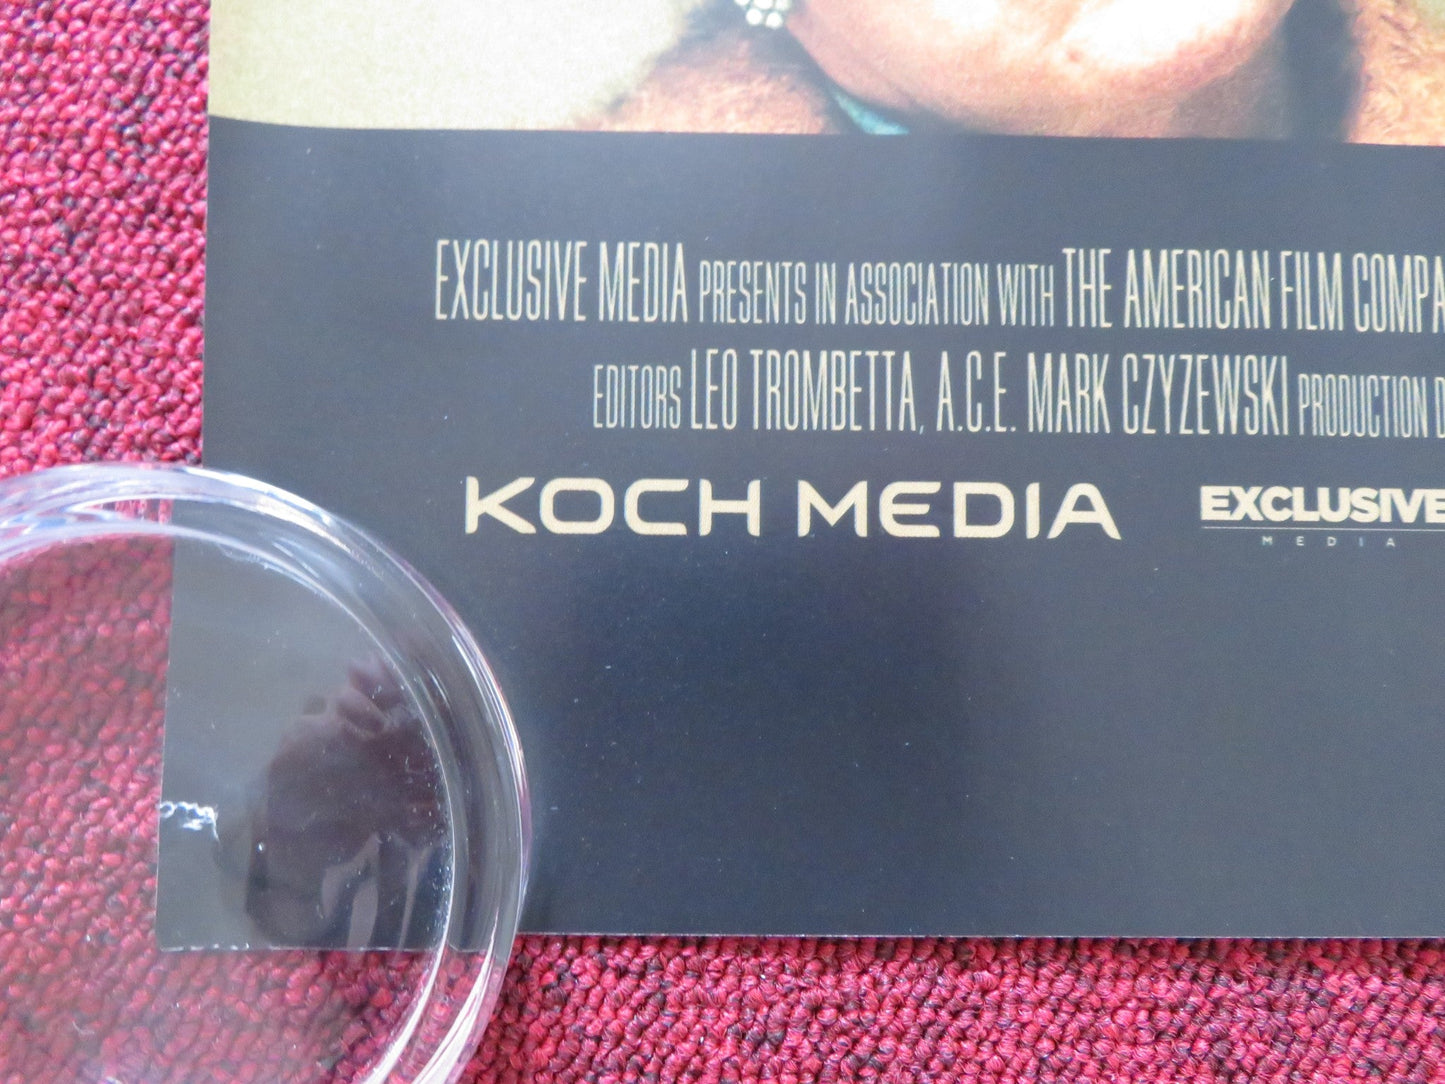 EXCLUSIVE MEDIA PRESENTS IN ASSOCIATION WITH THE AMERICAN FILM COMPA
EDITORS LEO TROMBETTA, A.C.E. MARK CZYZEWSKI PRODUCTION D
KOCH MEDIA EXCLUSIVE
MEDIA